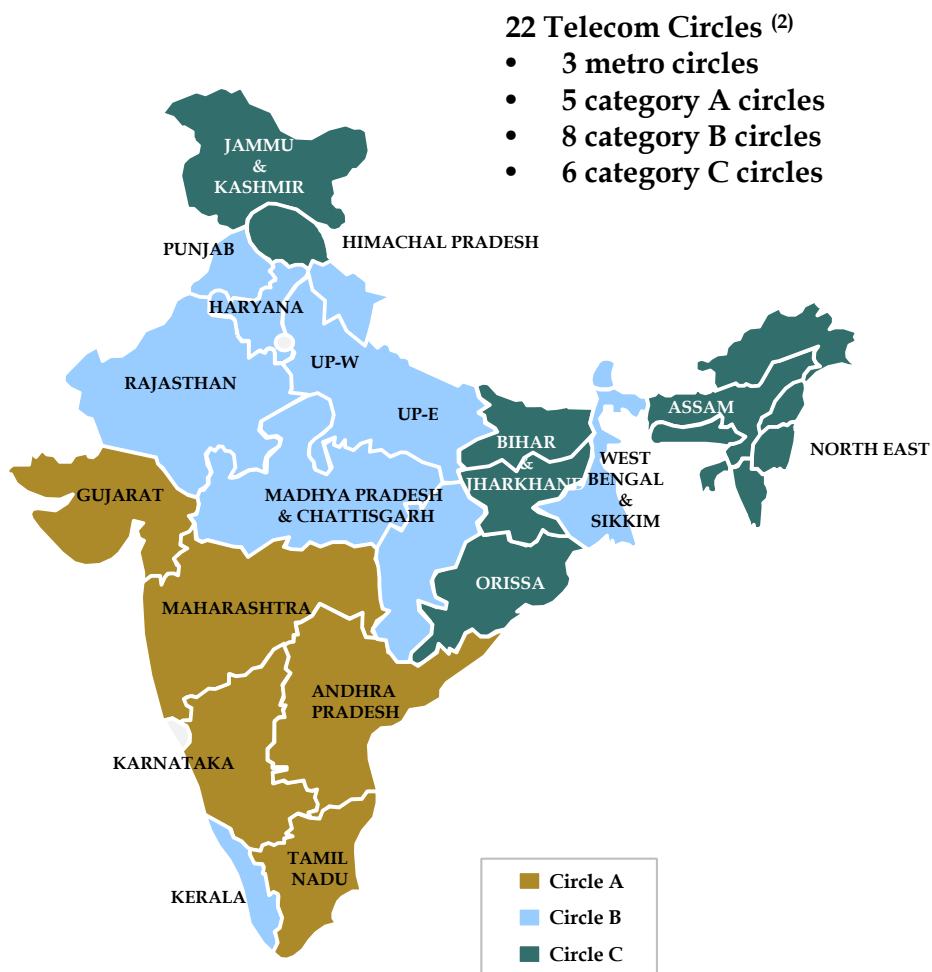 22 Telecom Circles (2)
• 3 metro circles
• 5 category A circles
• 8 category B circles
• 6 category C circles
JAMMU
&
KASHMIR
HIMACHAL PRADESH
PUNJAB
HARYANA
UP-W
RAJASTHAN
UP-E
ASSAM
NORTH EAST
BIHAR
&
JHARKHAND
WEST
BENGAL
&
SIKKIM
GUJARAT
MADHYA PRADESH
& CHATTISGARH
ORISSA
MAHARASHTRA
ANDHRA
PRADESH
KARNATAKA
TAMIL
NADU
KERALA
Circle A
Circle B
Circle C